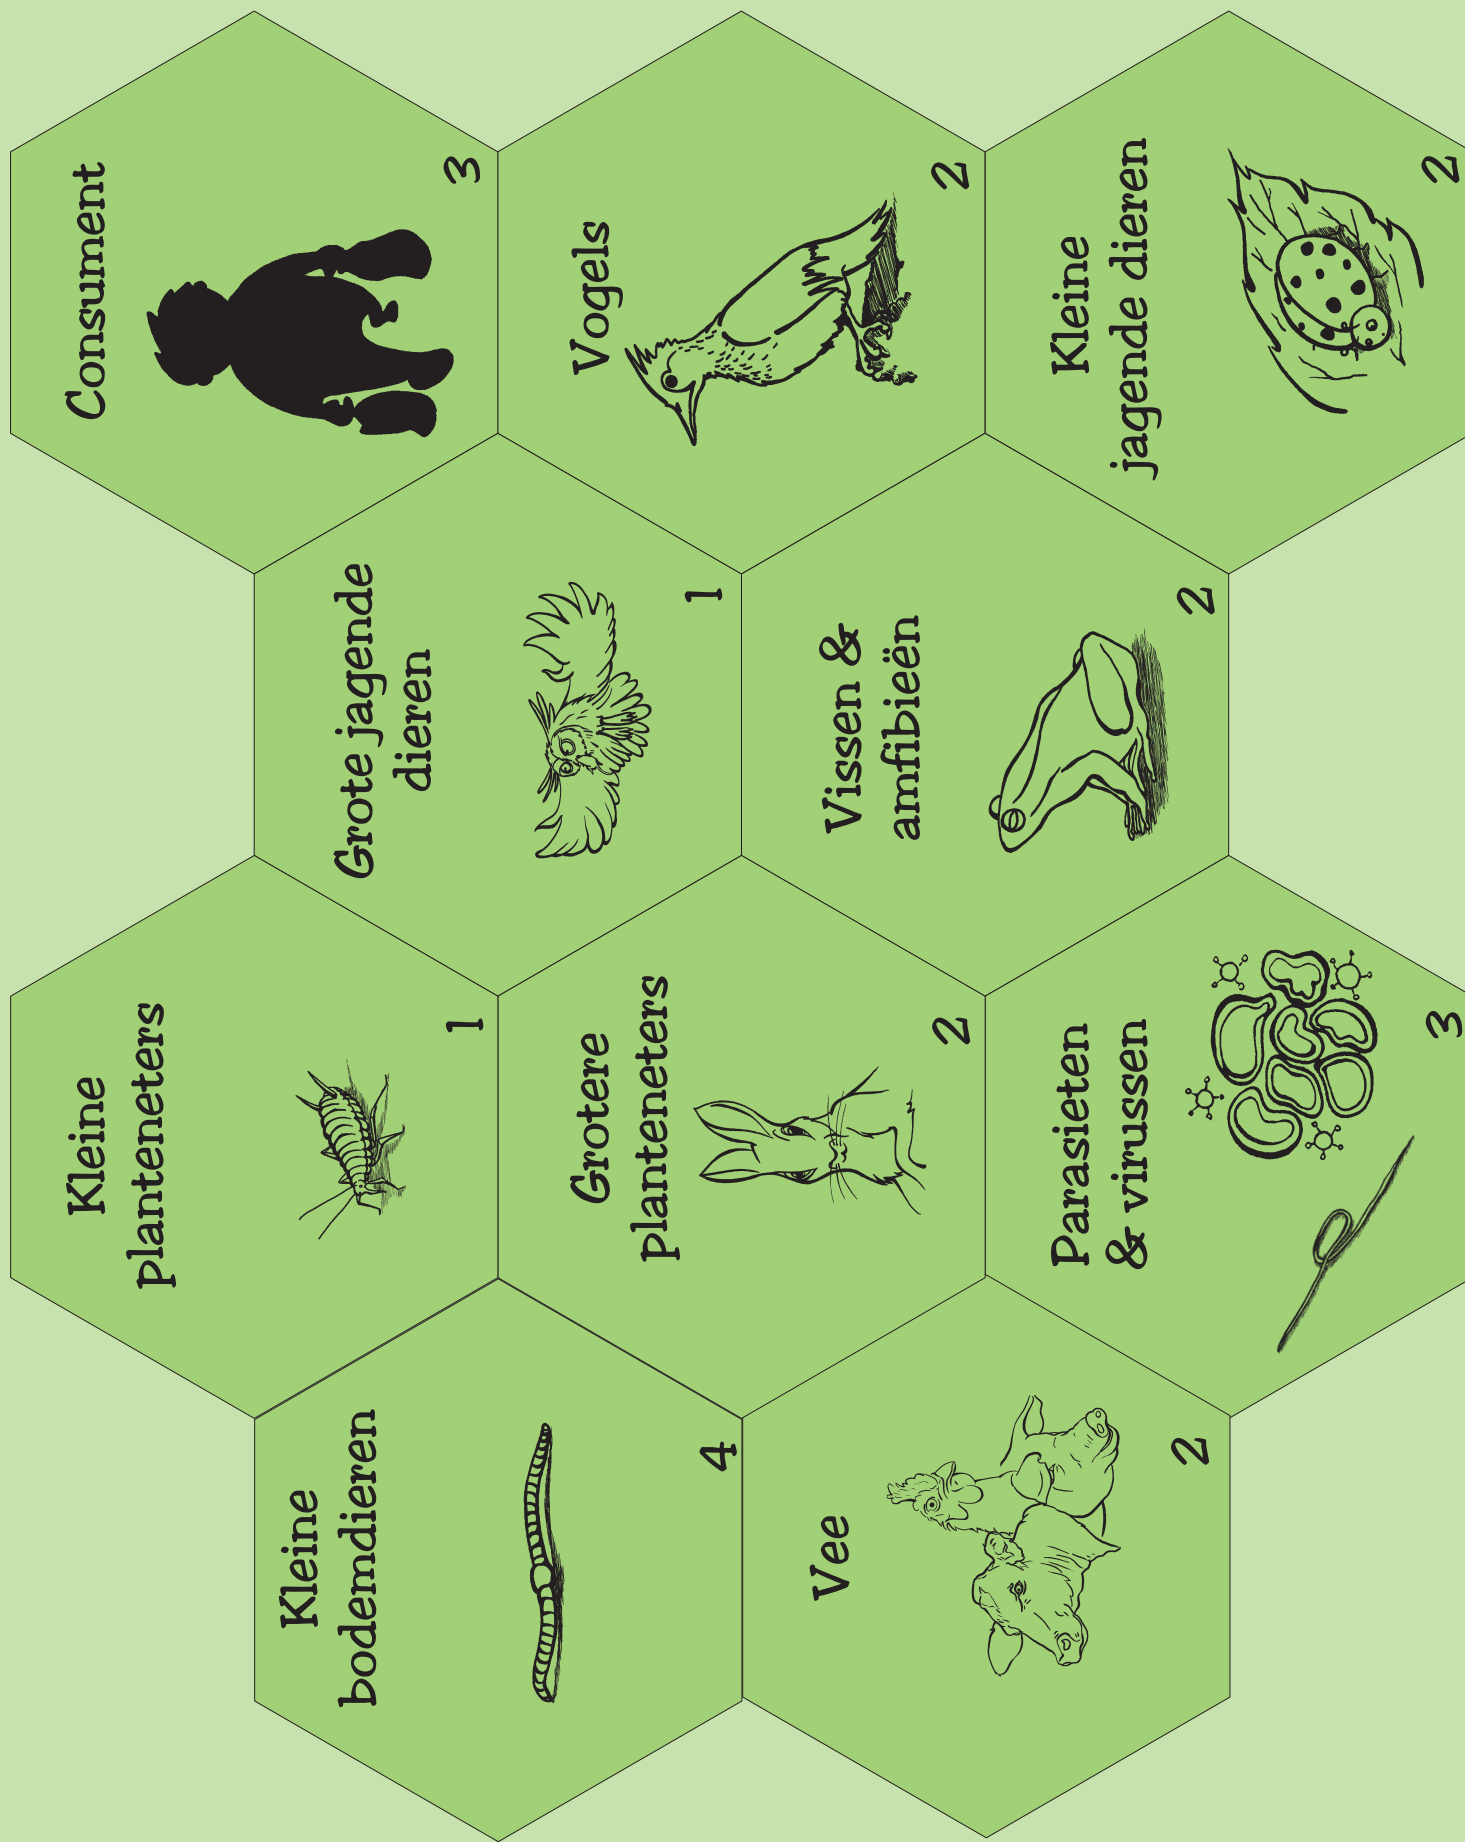 Kleine
planteneters
1
Consument
3
Kleine
bodemdieren
4
Grote jagende
dieren
1
Grotere
planteneters
2
Vogels
2
Vee
2
Vissen &
amfibieën
2
Parasieten
& virussen
3
Kleine
jagende dieren
2